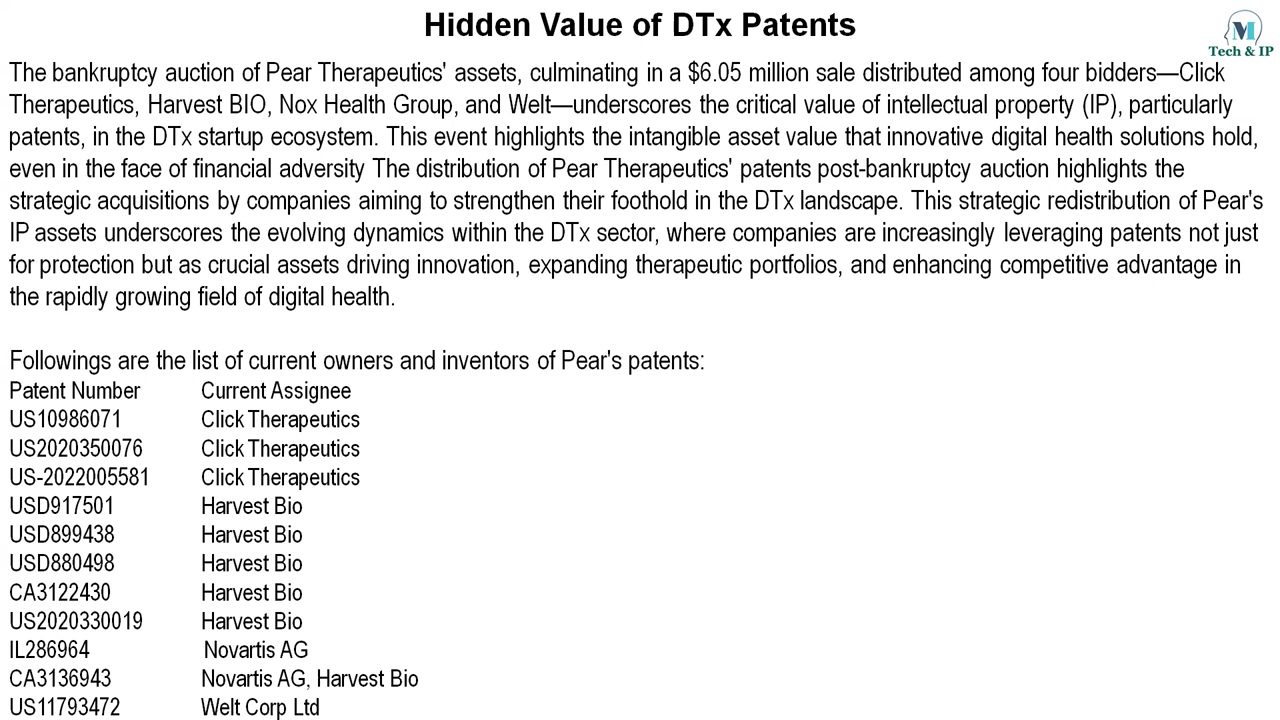 Hidden Value of DTx Patents
M
Tech & IP
The bankruptcy auction of Pear Therapeutics' assets, culminating in a $6.05 million sale distributed among four bidders—Click
Therapeutics, Harvest BIO, Nox Health Group, and Welt—underscores the critical value of intellectual property (IP), particularly
patents, in the DTx startup ecosystem. This event highlights the intangible asset value that innovative digital health solutions hold,
even in the face of financial adversity The distribution of Pear Therapeutics' patents post-bankruptcy auction highlights the
strategic acquisitions by companies aiming to strengthen their foothold in the DTx landscape. This strategic redistribution of Pear's
IP assets underscores the evolving dynamics within the DTx sector, where companies are increasingly leveraging patents not just
for protection but as crucial assets driving innovation, expanding therapeutic portfolios, and enhancing competitive advantage in
the rapidly growing field of digital health.
Followings are the list of current owners and inventors of Pear's patents:
Patent Number Current Assignee
US10986071 Click Therapeutics
US2020350076 Click Therapeutics
US-2022005581 Click Therapeutics
USD917501 Harvest Bio
USD899438 Harvest Bio
USD880498 Harvest Bio
CA3122430 Harvest Bio
US2020330019 Harvest Bio
IL286964 Novartis AG
CA3136943 Novartis AG, Harvest Bio
US11793472 Welt Corp Ltd